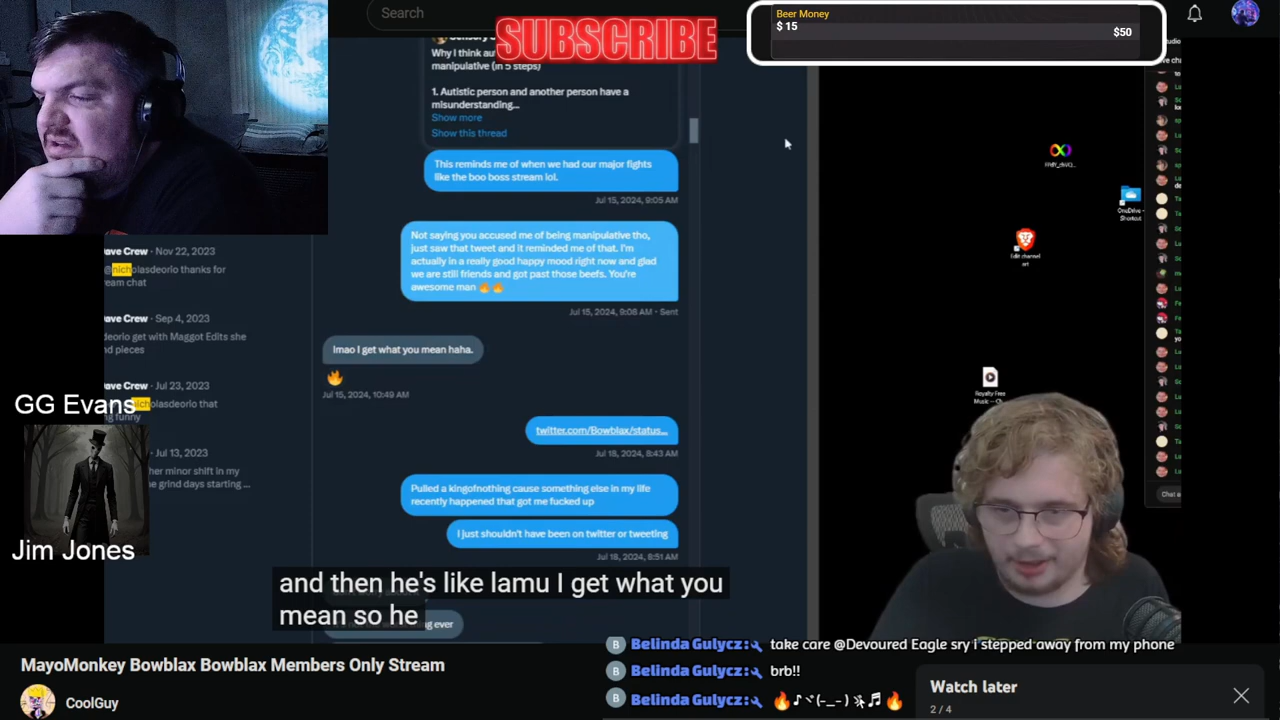 Search
SUBSCRIBE
Beer Money
$ 15
$50
Why I think
manipulative (in 5 steps)
1. Autistic person and another person have a
misunderstanding...
Show more
Show this thread
This reminds me of when we had our major fights
like the boo boss stream lol.
Jul 15, 2024, 9:05 AM
Not saying you accused me of being manipulative tho,
just saw that tweet and it reminded me of that. I'm
actually in a really good happy mood right now and glad
we are still friends and got past those beefs. You're
awesome man 🔥🔥
Jul 15, 2024, 9:08 AM · Sent
lmao I get what you mean haha.
🔥
Jul 15, 2024, 10:49 AM
twitter.com/Bowblax/status...
Jul 18, 2024, 8:43 AM
Pulled a kingofnothing cause something else in my life
recently happened that got me fucked up
I just shouldn't have been on twitter or tweeting
Jul 18, 2024, 8:51 AM
ing ever
ave Crew · Nov 22, 2023
nicholasdeorio thanks for
ream chat
ave Crew · Sep 4, 2023
deorio get with Maggot Edits she
nd pieces
ave Crew · Jul 23, 2023
nicholasdeorio that
g funny
Jul 13, 2023
her minor shift in my
e grind days starting ...
GG Evans
Jim Jones
OneDrive -
Shortcut
Edit channel
art
Royalty Free
and then he's like lamu I get what you
mean so he
MayoMonkey Bowblax Bowblax Members Only Stream
CoolGuy
B Belinda Gulycz: take care @Devoured Eagle sry i stepped away from my phone
B Belinda Gulycz: brb!!
B Belinda Gulycz:
Watch later
2 / 4